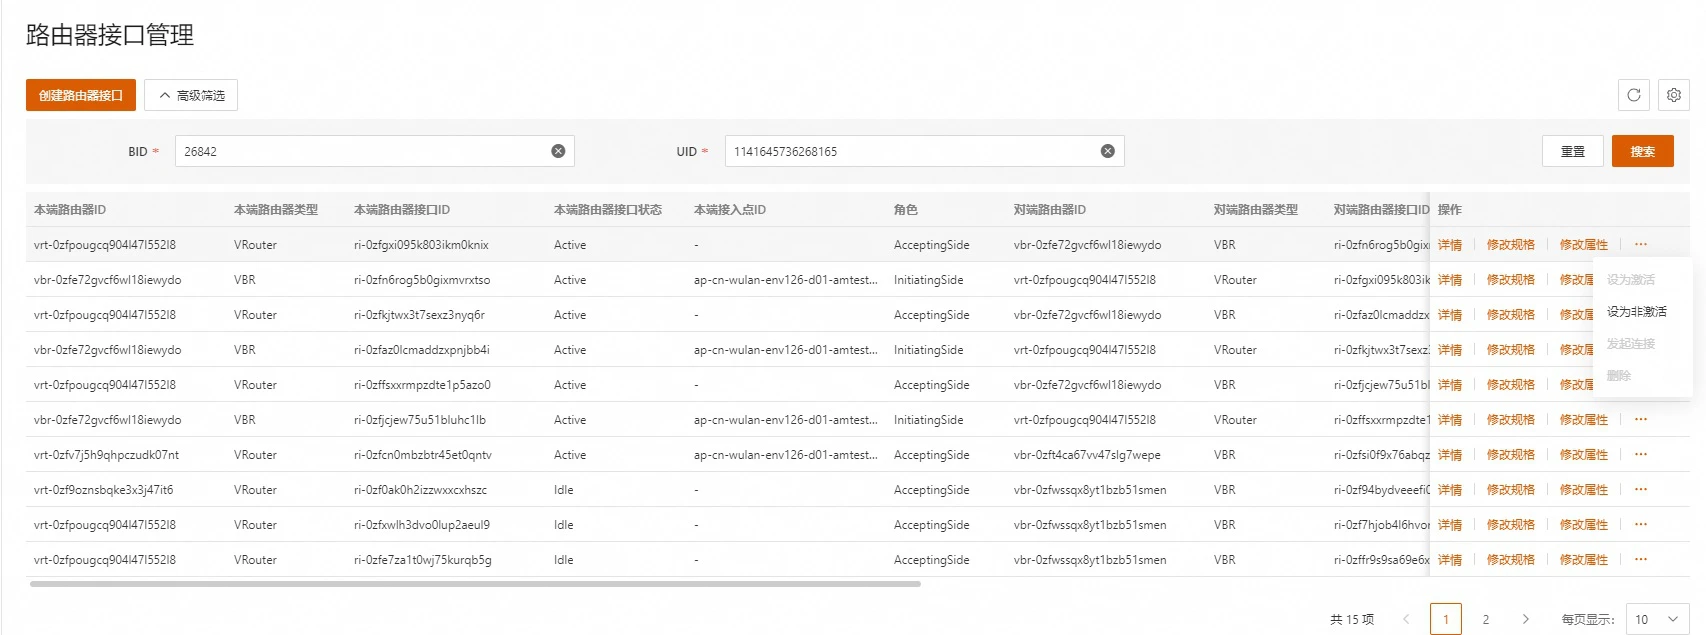 路由器接口管理
创建路由器接口 高级筛选
BID * 26842 UID * 1141645736268165 重置 搜索
本端路由器ID 本端路由器类型 本端路由器接口ID 本端路由器接口状态 本端接入点ID 角色 对端路由器ID 对端路由器类型 对端路由器接口ID 操作
vrt-0zfpougcq904l47l552l8 VRouter ri-0zfgxi095k803ikm0knix Active - AcceptingSide vbr-0zfe72gvcf6wl18iewydo VBR ri-0zfn6rog5b0gix 详情 修改规格 修改属性 ···
vbr-0zfe72gvcf6wl18iewydo VBR ri-0zfn6rog5b0gixmvrxtso Active ap-cn-wulan-env126-d01-amtest... InitiatingSide vrt-0zfpougcq904l47l552l8 VRouter ri-0zfgxi095k803ik 详情 修改规格 修改属 设为激活
vrt-0zfpougcq904l47l552l8 VRouter ri-0zfkjtwx3t7sexz3nyq6r Active - AcceptingSide vbr-0zfe72gvcf6wl18iewydo VBR ri-0zfaz0lcmaddzx 详情 修改规格 修改属 设为非激活
vbr-0zfe72gvcf6wl18iewydo VBR ri-0zfaz0lcmaddzxpnjbb4i Active ap-cn-wulan-env126-d01-amtest... InitiatingSide vrt-0zfpougcq904l47l552l8 VRouter ri-0zfkjtwx3t7sexz 详情 修改规格 修改属 发起连接
vrt-0zfpougcq904l47l552l8 VRouter ri-0zffsxxrmpzdte1p5azo0 Active - AcceptingSide vbr-0zfe72gvcf6wl18iewydo VBR ri-0zfjcjew75u51bl 详情 修改规格 修改属 删除
vbr-0zfe72gvcf6wl18iewydo VBR ri-0zfjcjew75u51bluhc1lb Active ap-cn-wulan-env126-d01-amtest... InitiatingSide vrt-0zfpougcq904l47l552l8 VRouter ri-0zffsxxrmpzdte1 详情 修改规格 修改属性 ···
vrt-0zfv7j5h9qhpczudk07nt VRouter ri-0zfcn0mbzbtr45et0qntv Active ap-cn-wulan-env126-d01-amtest... AcceptingSide vbr-0zft4ca67vv47slg7wepe VBR ri-0zfsi0f9x76abqz 详情 修改规格 修改属性 ···
vrt-0zf9oznsbqke3x3j47it6 VRouter ri-0zf0ak0h2izzwxxcxhszc Idle - AcceptingSide vbr-0zfwssqx8yt1bzb51smen VBR ri-0zf94bydveeefi0 详情 修改规格 修改属性 ···
vrt-0zfpougcq904l47l552l8 VRouter ri-0zfxwlh3dvo0lup2aeul9 Idle - AcceptingSide vbr-0zfwssqx8yt1bzb51smen VBR ri-0zf7hjob4l6hvor 详情 修改规格 修改属性 ···
vrt-0zfpougcq904l47l552l8 VRouter ri-0zfe7za1t0wj75kurqb5g Idle - AcceptingSide vbr-0zfwssqx8yt1bzb51smen VBR ri-0zffr9s9sa69e6x 详情 修改规格 修改属性 ···
共 15 项 1 2 每页显示: 10